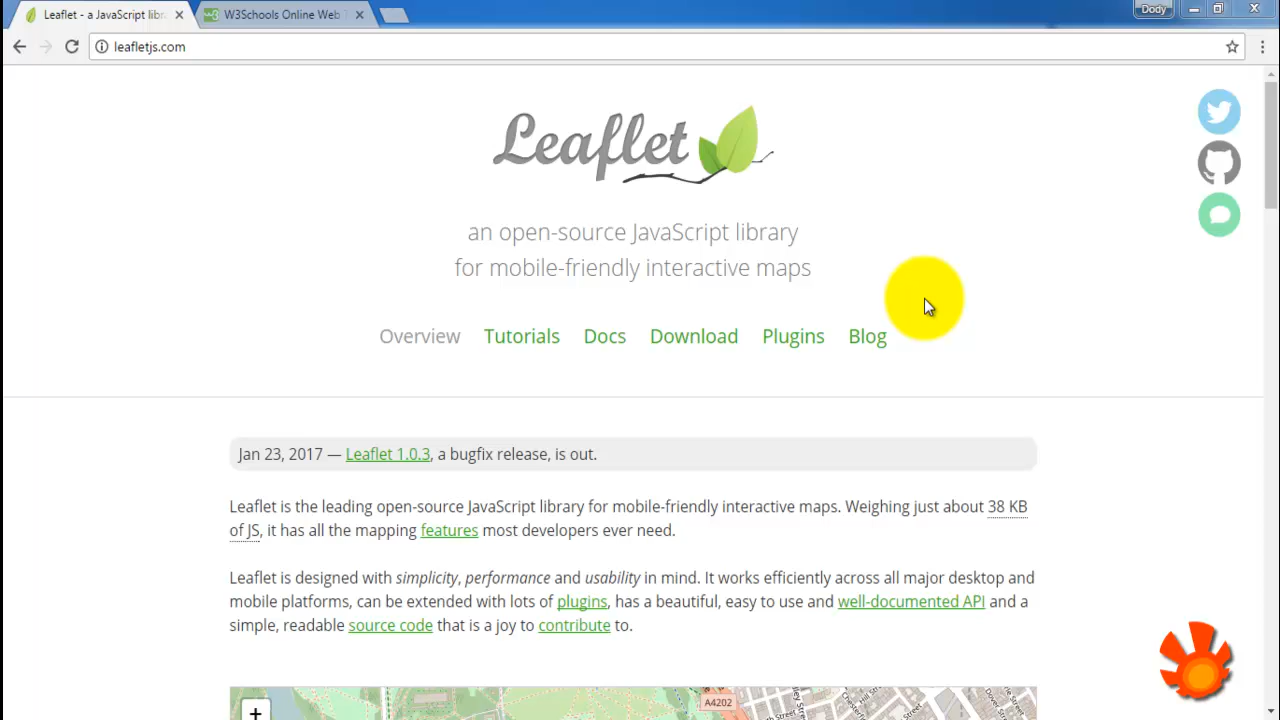 Leaflet - a JavaScript libr
W3Schools Online Web T
Dody
leafletjs.com
Leaflet
an open-source JavaScript library
for mobile-friendly interactive maps
Overview Tutorials Docs Download Plugins Blog
Jan 23, 2017 — Leaflet 1.0.3, a bugfix release, is out.
Leaflet is the leading open-source JavaScript library for mobile-friendly interactive maps. Weighing just about 38 KB
of JS, it has all the mapping features most developers ever need.
Leaflet is designed with simplicity, performance and usability in mind. It works efficiently across all major desktop and
mobile platforms, can be extended with lots of plugins, has a beautiful, easy to use and well-documented API and a
simple, readable source code that is a joy to contribute to.
+
A4202